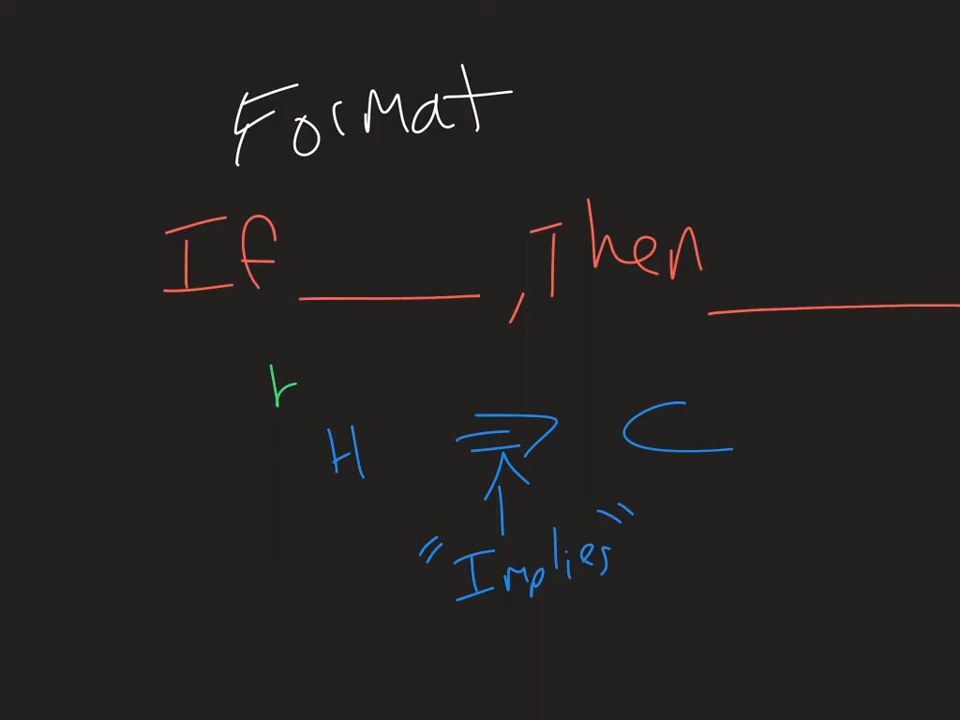 Format
If ______, Then ______
r
H ⇒ C
"Implies"